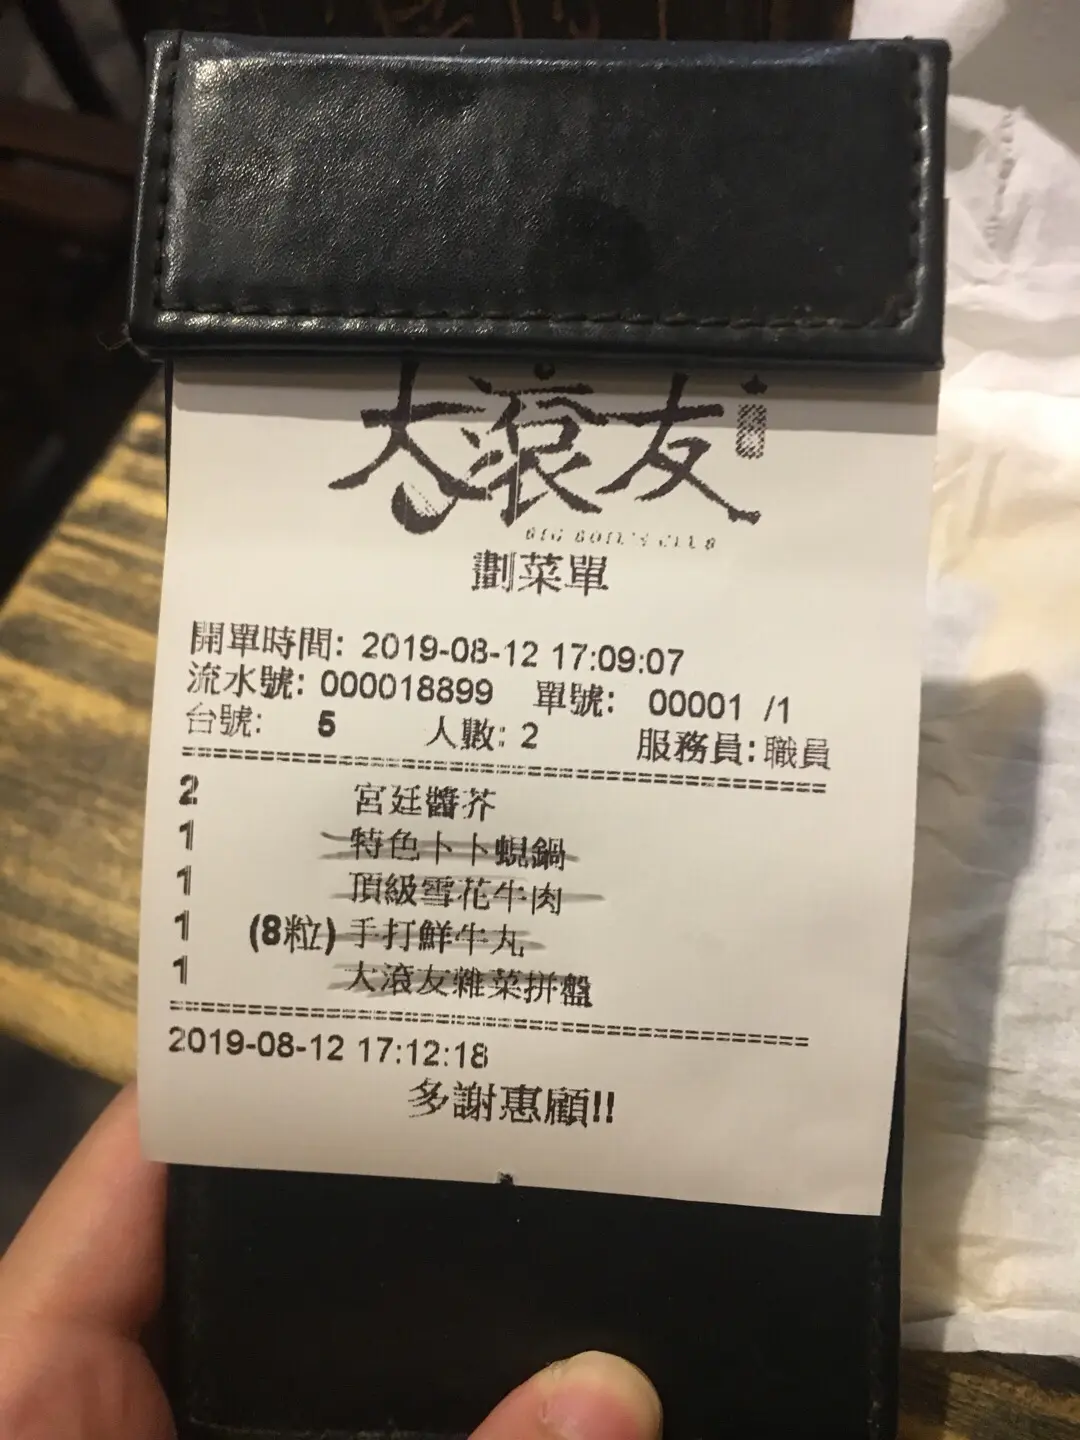 大滾友
BIG BOIL'S CLUB
劃菜單
開單時間: 2019-08-12 17:09:07
流水號: 000018899 單號: 00001 /1
台號: 5 人數: 2 服務員: 職員
2 宮廷醬芥
1 特色卜卜蜆鍋
1 頂級雪花牛肉
1 (8粒) 手打鮮牛丸
1 大滾友雜菜拼盤
2019-08-12 17:12:18
多謝惠顧!!